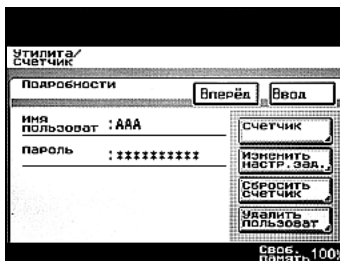 Утилита/
Счетчик
Подробности
Вперёд
Ввод
Имя
пользоват :AAA
Счетчик
Пароль :**********
Изменить
настр.зад.
Сбросить
счетчик
Удалить
пользоват
Своб.
память 100%